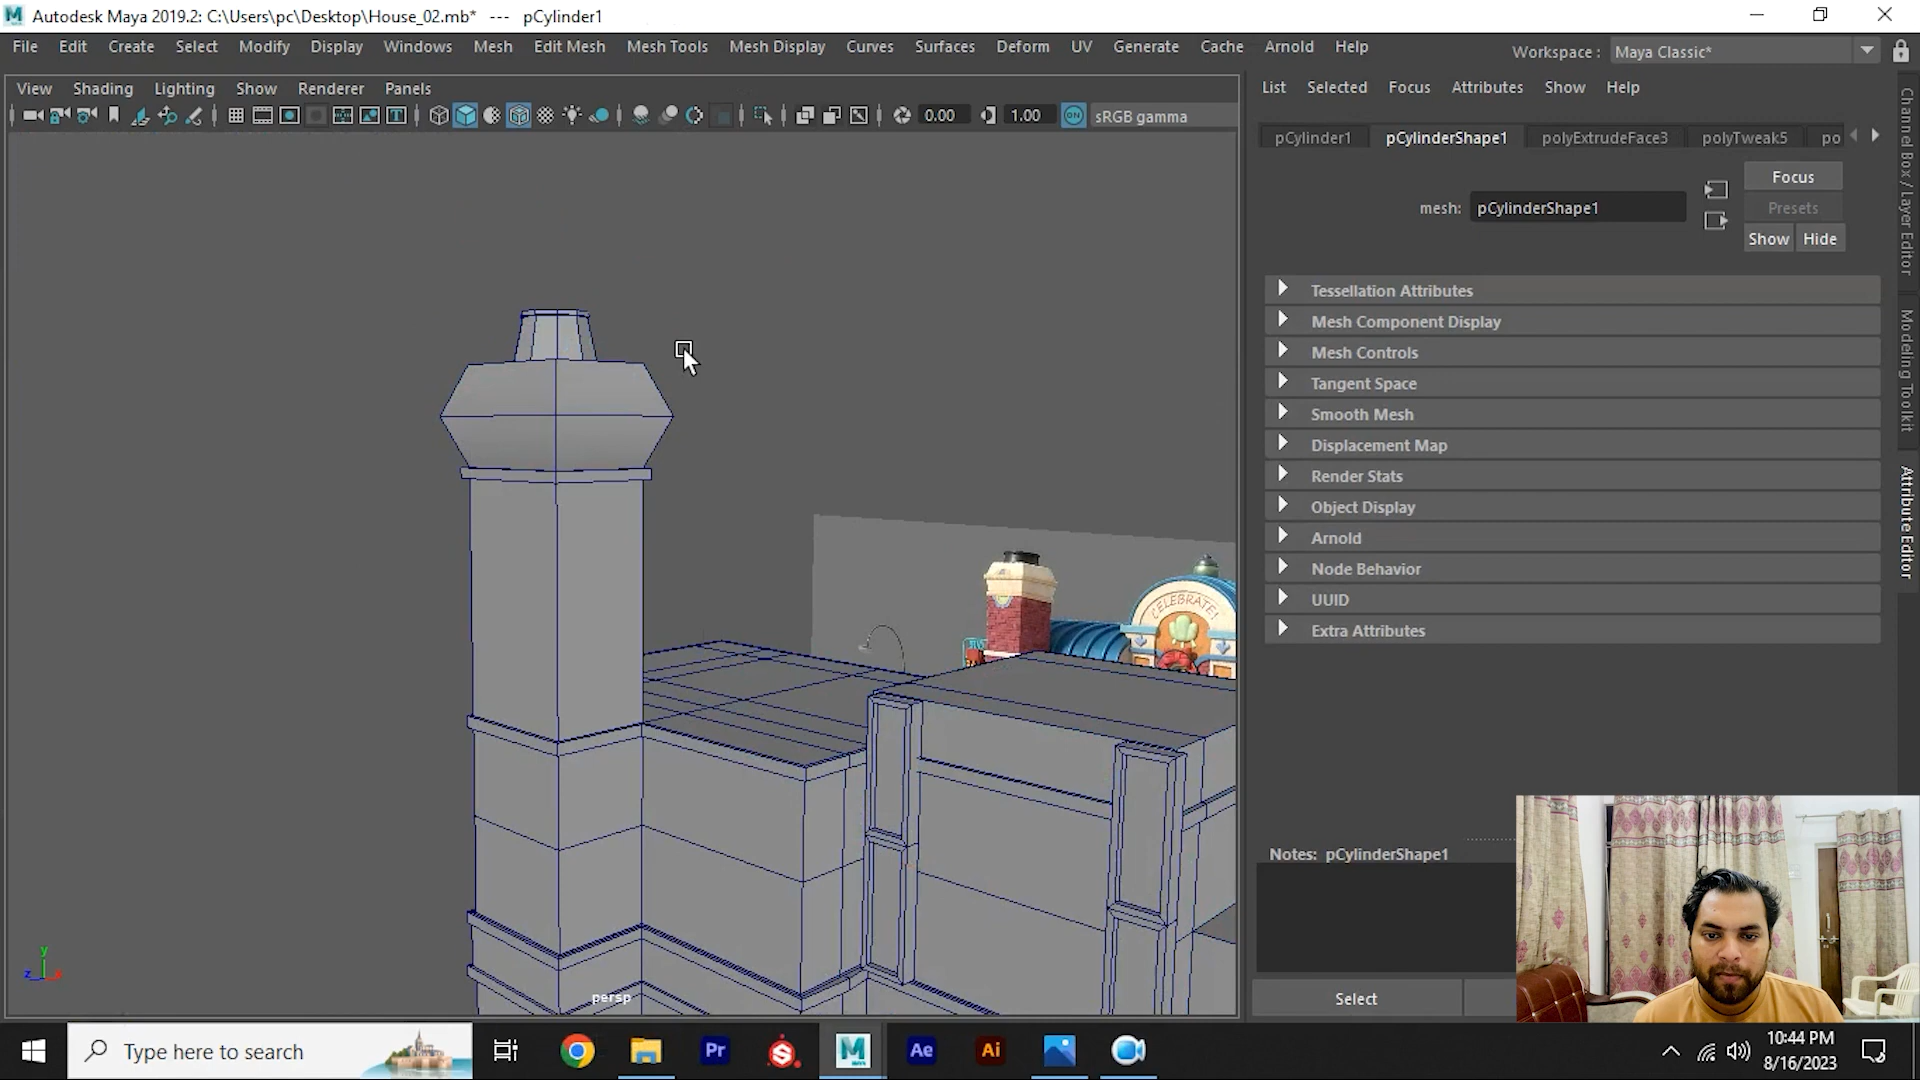 Autodesk Maya 2019.2: C:\Users\pc\Desktop\House_02.mb* --- pCylinder1
File Edit Create Select Modify Display Windows Mesh Edit Mesh Mesh Tools Mesh Display Curves Surfaces Deform UV Generate Cache Arnold Help
Workspace : Maya Classic*
View Shading Lighting Show Renderer Panels
0.00 1.00 ON sRGB gamma
List Selected Focus Attributes Show Help
pCylinder1 pCylinderShape1 polyExtrudeFace3 polyTweak5 po
mesh: pCylinderShape1
Focus
Presets
Show Hide
Tessellation Attributes
Mesh Component Display
Mesh Controls
Tangent Space
Smooth Mesh
Displacement Map
Render Stats
Object Display
Arnold
Node Behavior
UUID
Extra Attributes
Notes: pCylinderShape1
Select
Channel Box / Layer Editor
Modeling Toolkit
Attribute Editor
CELEBRATE!
y
z x
persp
Type here to search
Pr
M
Ae
Ai
10:44 PM
8/16/2023